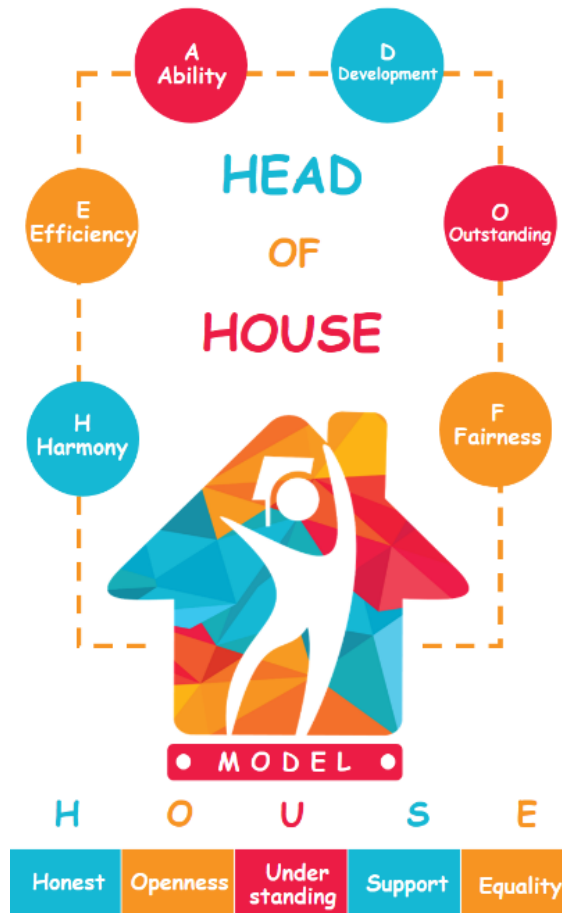 A
Ability
D
Development
HEAD
E
Efficiency
O
Outstanding
OF
HOUSE
H
Harmony
F
Fairness
MODEL
H O U S E
Honest
Openness
Under
standing
Support
Equality